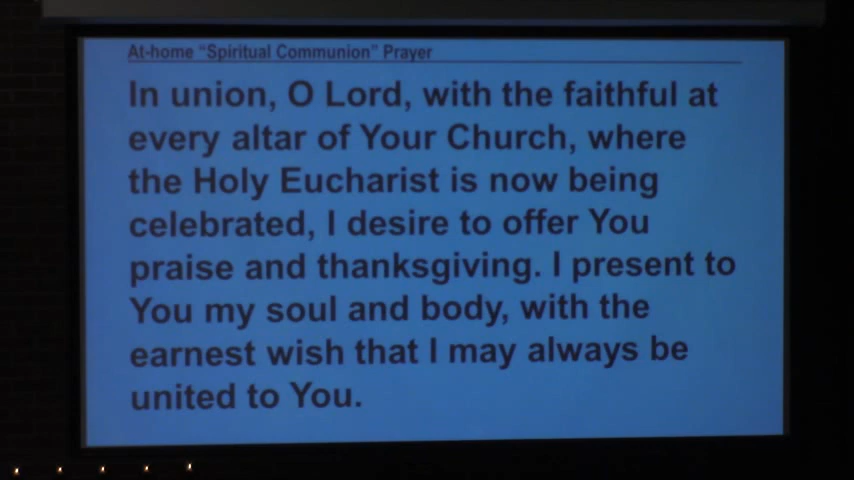 At-home “Spiritual Communion” Prayer
In union, O Lord, with the faithful at
every altar of Your Church, where
the Holy Eucharist is now being
celebrated, I desire to offer You
praise and thanksgiving. I present to
You my soul and body, with the
earnest wish that I may always be
united to You.